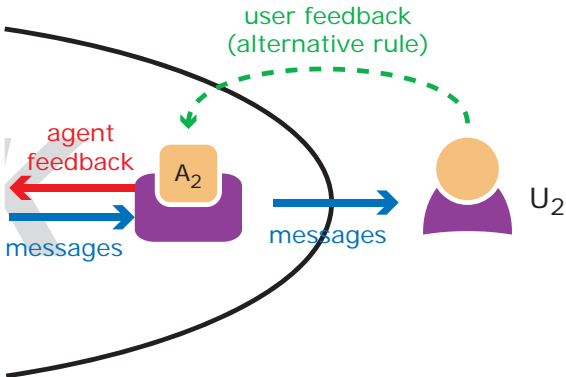 user feedback
(alternative rule)
agent
feedback
A2
U2
messages
messages